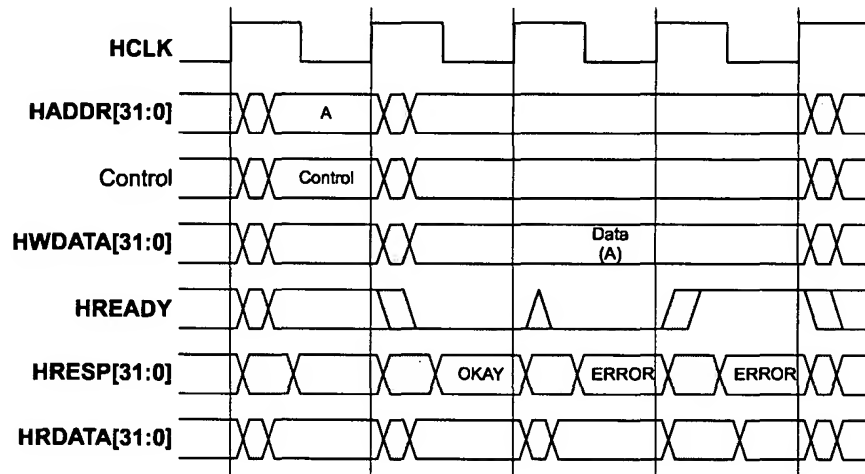 HCLK
HADDR[31:0] A
Control Control
HWDATA[31:0] Data
(A)
HREADY
HRESP[31:0] OKAY ERROR ERROR
HRDATA[31:0]